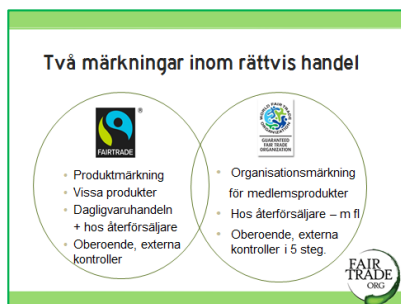 Två märkningar inom rättvis handel
®
FAIRTRADE
• Produktmärkning
• Vissa produkter
• Dagligvaruhandeln
+ hos återförsäljare
• Oberoende, externa
kontroller
WORLD FAIR TRADE
ORGANIZATION
GUARANTEED
FAIR TRADE
ORGANIZATION
• Organisationsmärkning
för medlemsprodukter
• Hos återförsäljare – m fl
• Oberoende, externa
kontroller i 5 steg.
FAIR
TRADE
ORG